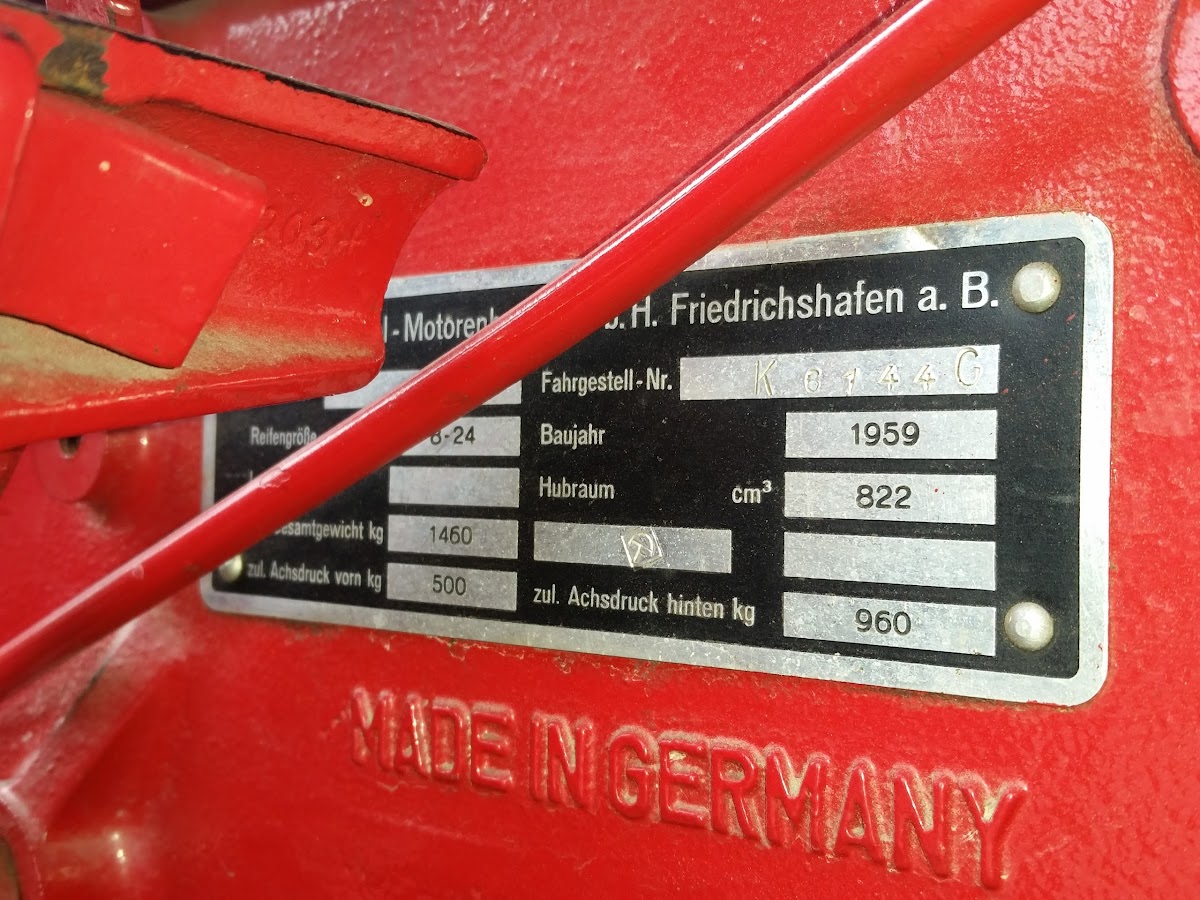 l-Motorenb .H. Friedrichshafen a. B.
Fahrgestell-Nr. K 6144 G
Reifengröße 8-24 Baujahr 1959
Hubraum cm³ 822
esamtgewicht kg 1460
zul. Achsdruck vorn kg 500 zul. Achsdruck hinten kg 960
MADE IN GERMANY